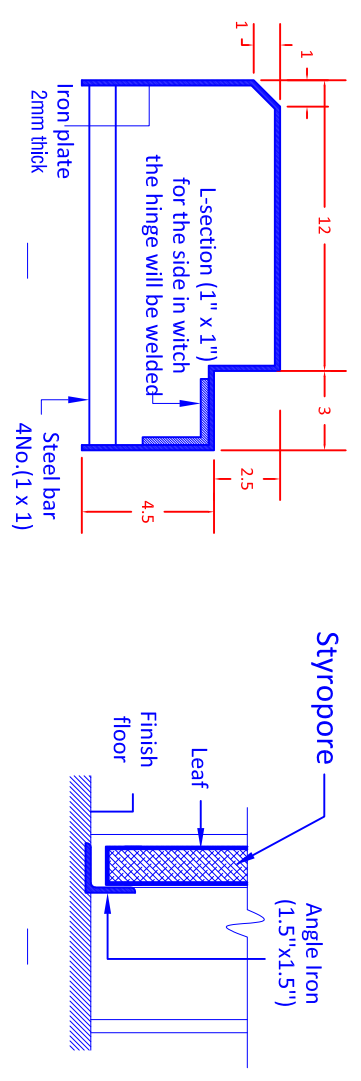 1
1
12
3
2.5
4.5
L-section (1" x 1")
for the side in witch
the hinge will be welded
Iron plate
2mm thick
Steel bar
4No.(1 x 1)
Styropore
Leaf
Finish
floor
Angle Iron
(1.5"x1.5")